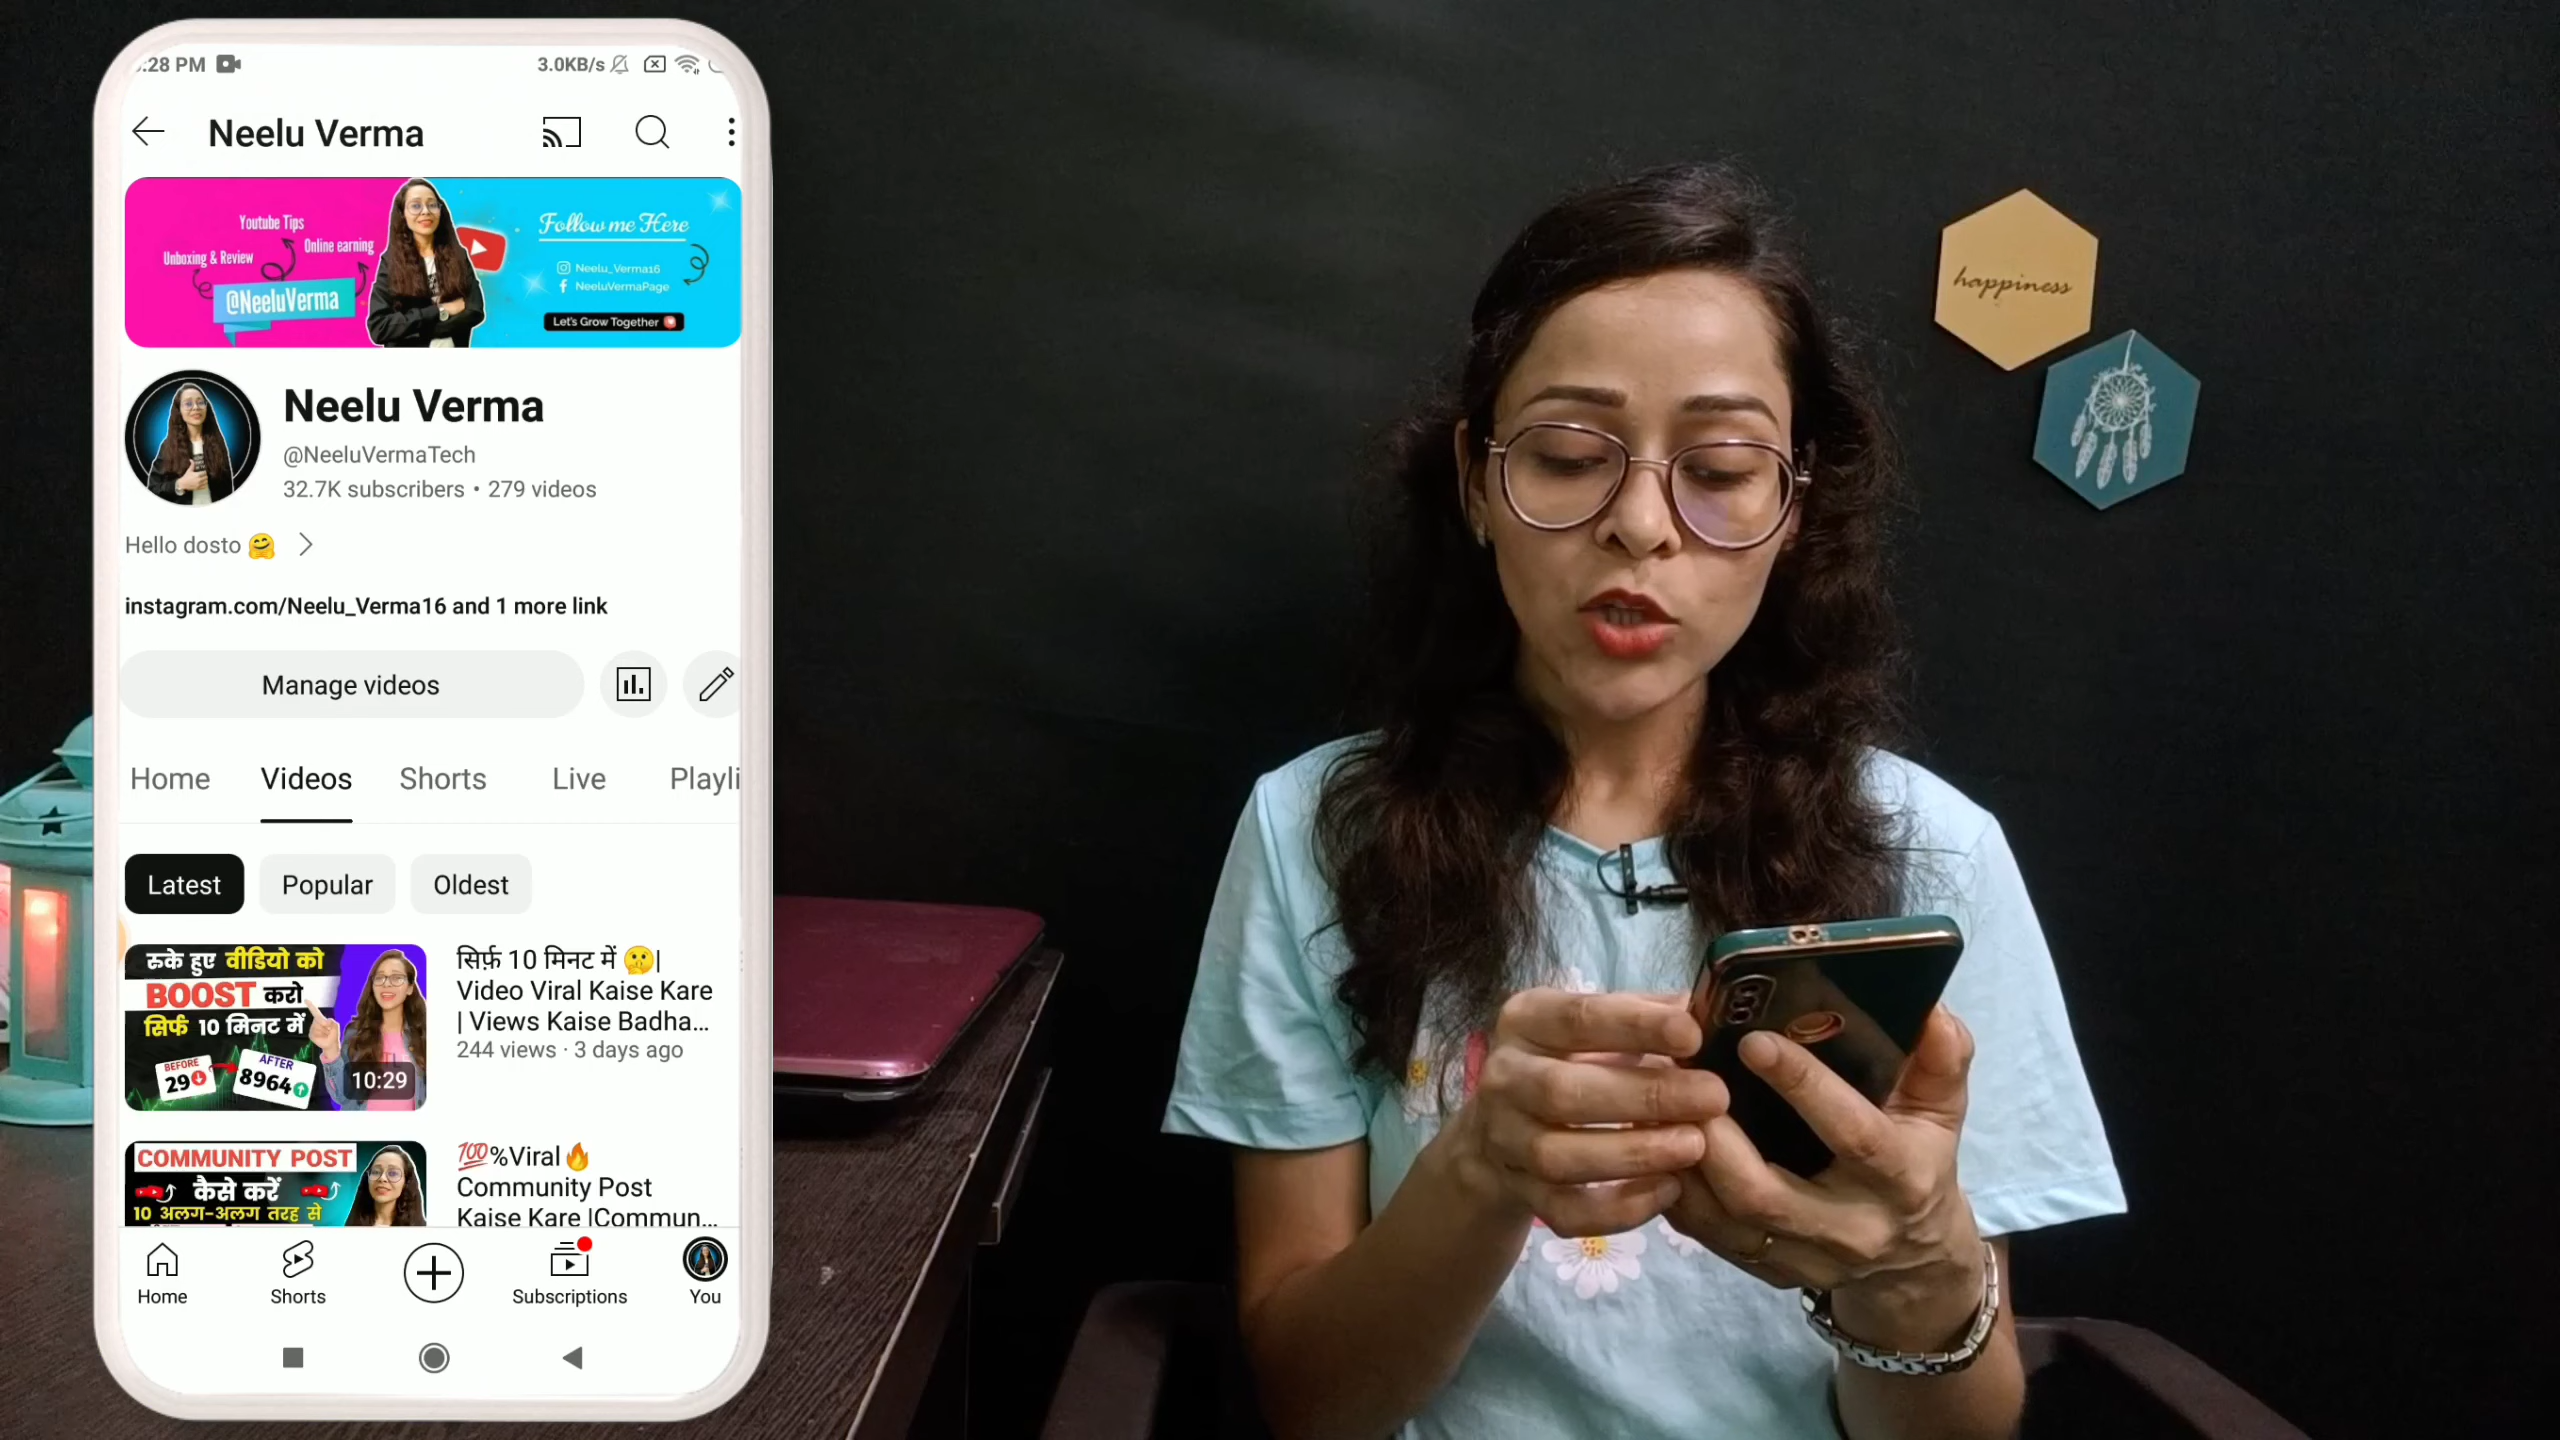 :28 PM
3.0KB/s
Neelu Verma
Youtube Tips
Online earning
Unboxing & Review
@NeeluVerma
Follow me Here
Neelu_Verma16
NeeluVermaPage
Let's Grow Together
Neelu Verma
@NeeluVermaTech
32.7K subscribers • 279 videos
Hello dosto 🤗
instagram.com/Neelu_Verma16 and 1 more link
Manage videos
Home Videos Shorts Live Playli
Latest Popular Oldest
रुके हुए वीडियो को
BOOST करो
सिर्फ 10 मिनट में
BEFORE
29
AFTER
8964
10:29
सिर्फ़ 10 मिनट में 🤫|
Video Viral Kaise Kare
| Views Kaise Badha...
244 views · 3 days ago
COMMUNITY POST
कैसे करें
10 अलग-अलग तरह से
💯%Viral🔥
Community Post
Kaise Kare |Commun...
Home Shorts Subscriptions You
happiness